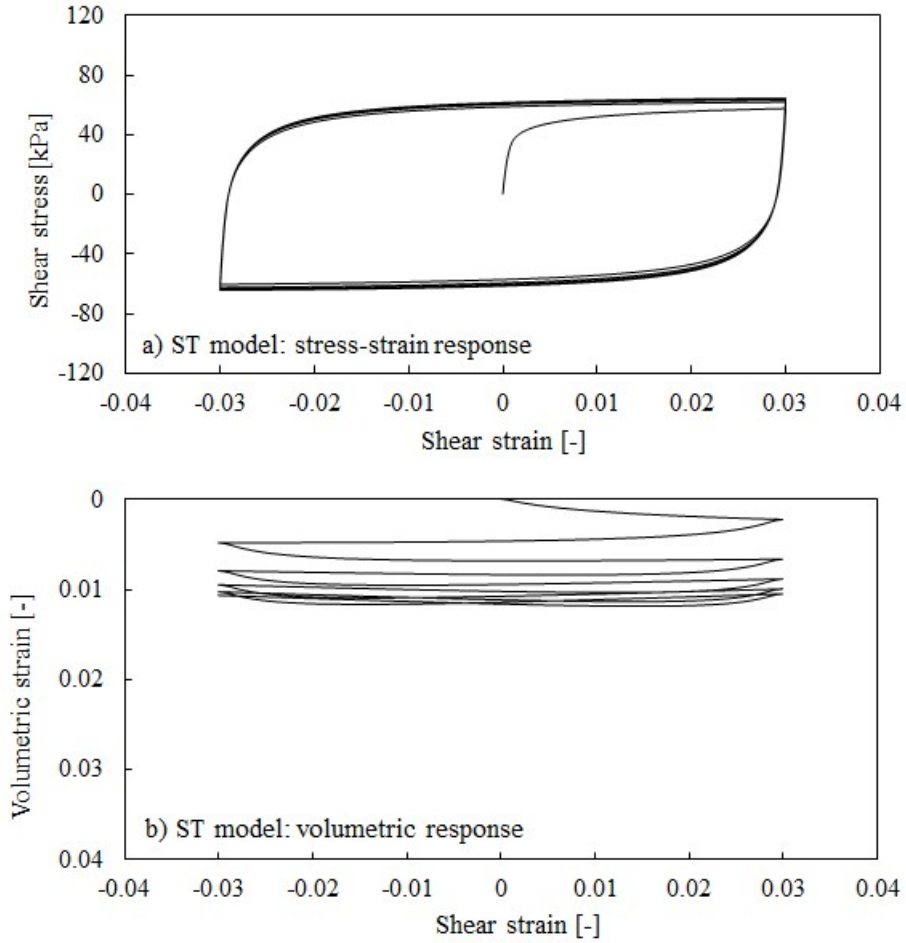 120
80
40
0
-40
-80
-120
Shear stress [kPa]
a) ST model: stress-strain response
-0.04 -0.03 -0.02 -0.01 0 0.01 0.02 0.03 0.04
Shear strain [-]
0
0.01
0.02
0.03
0.04
Volumetric strain [-]
b) ST model: volumetric response
-0.04 -0.03 -0.02 -0.01 0 0.01 0.02 0.03 0.04
Shear strain [-]